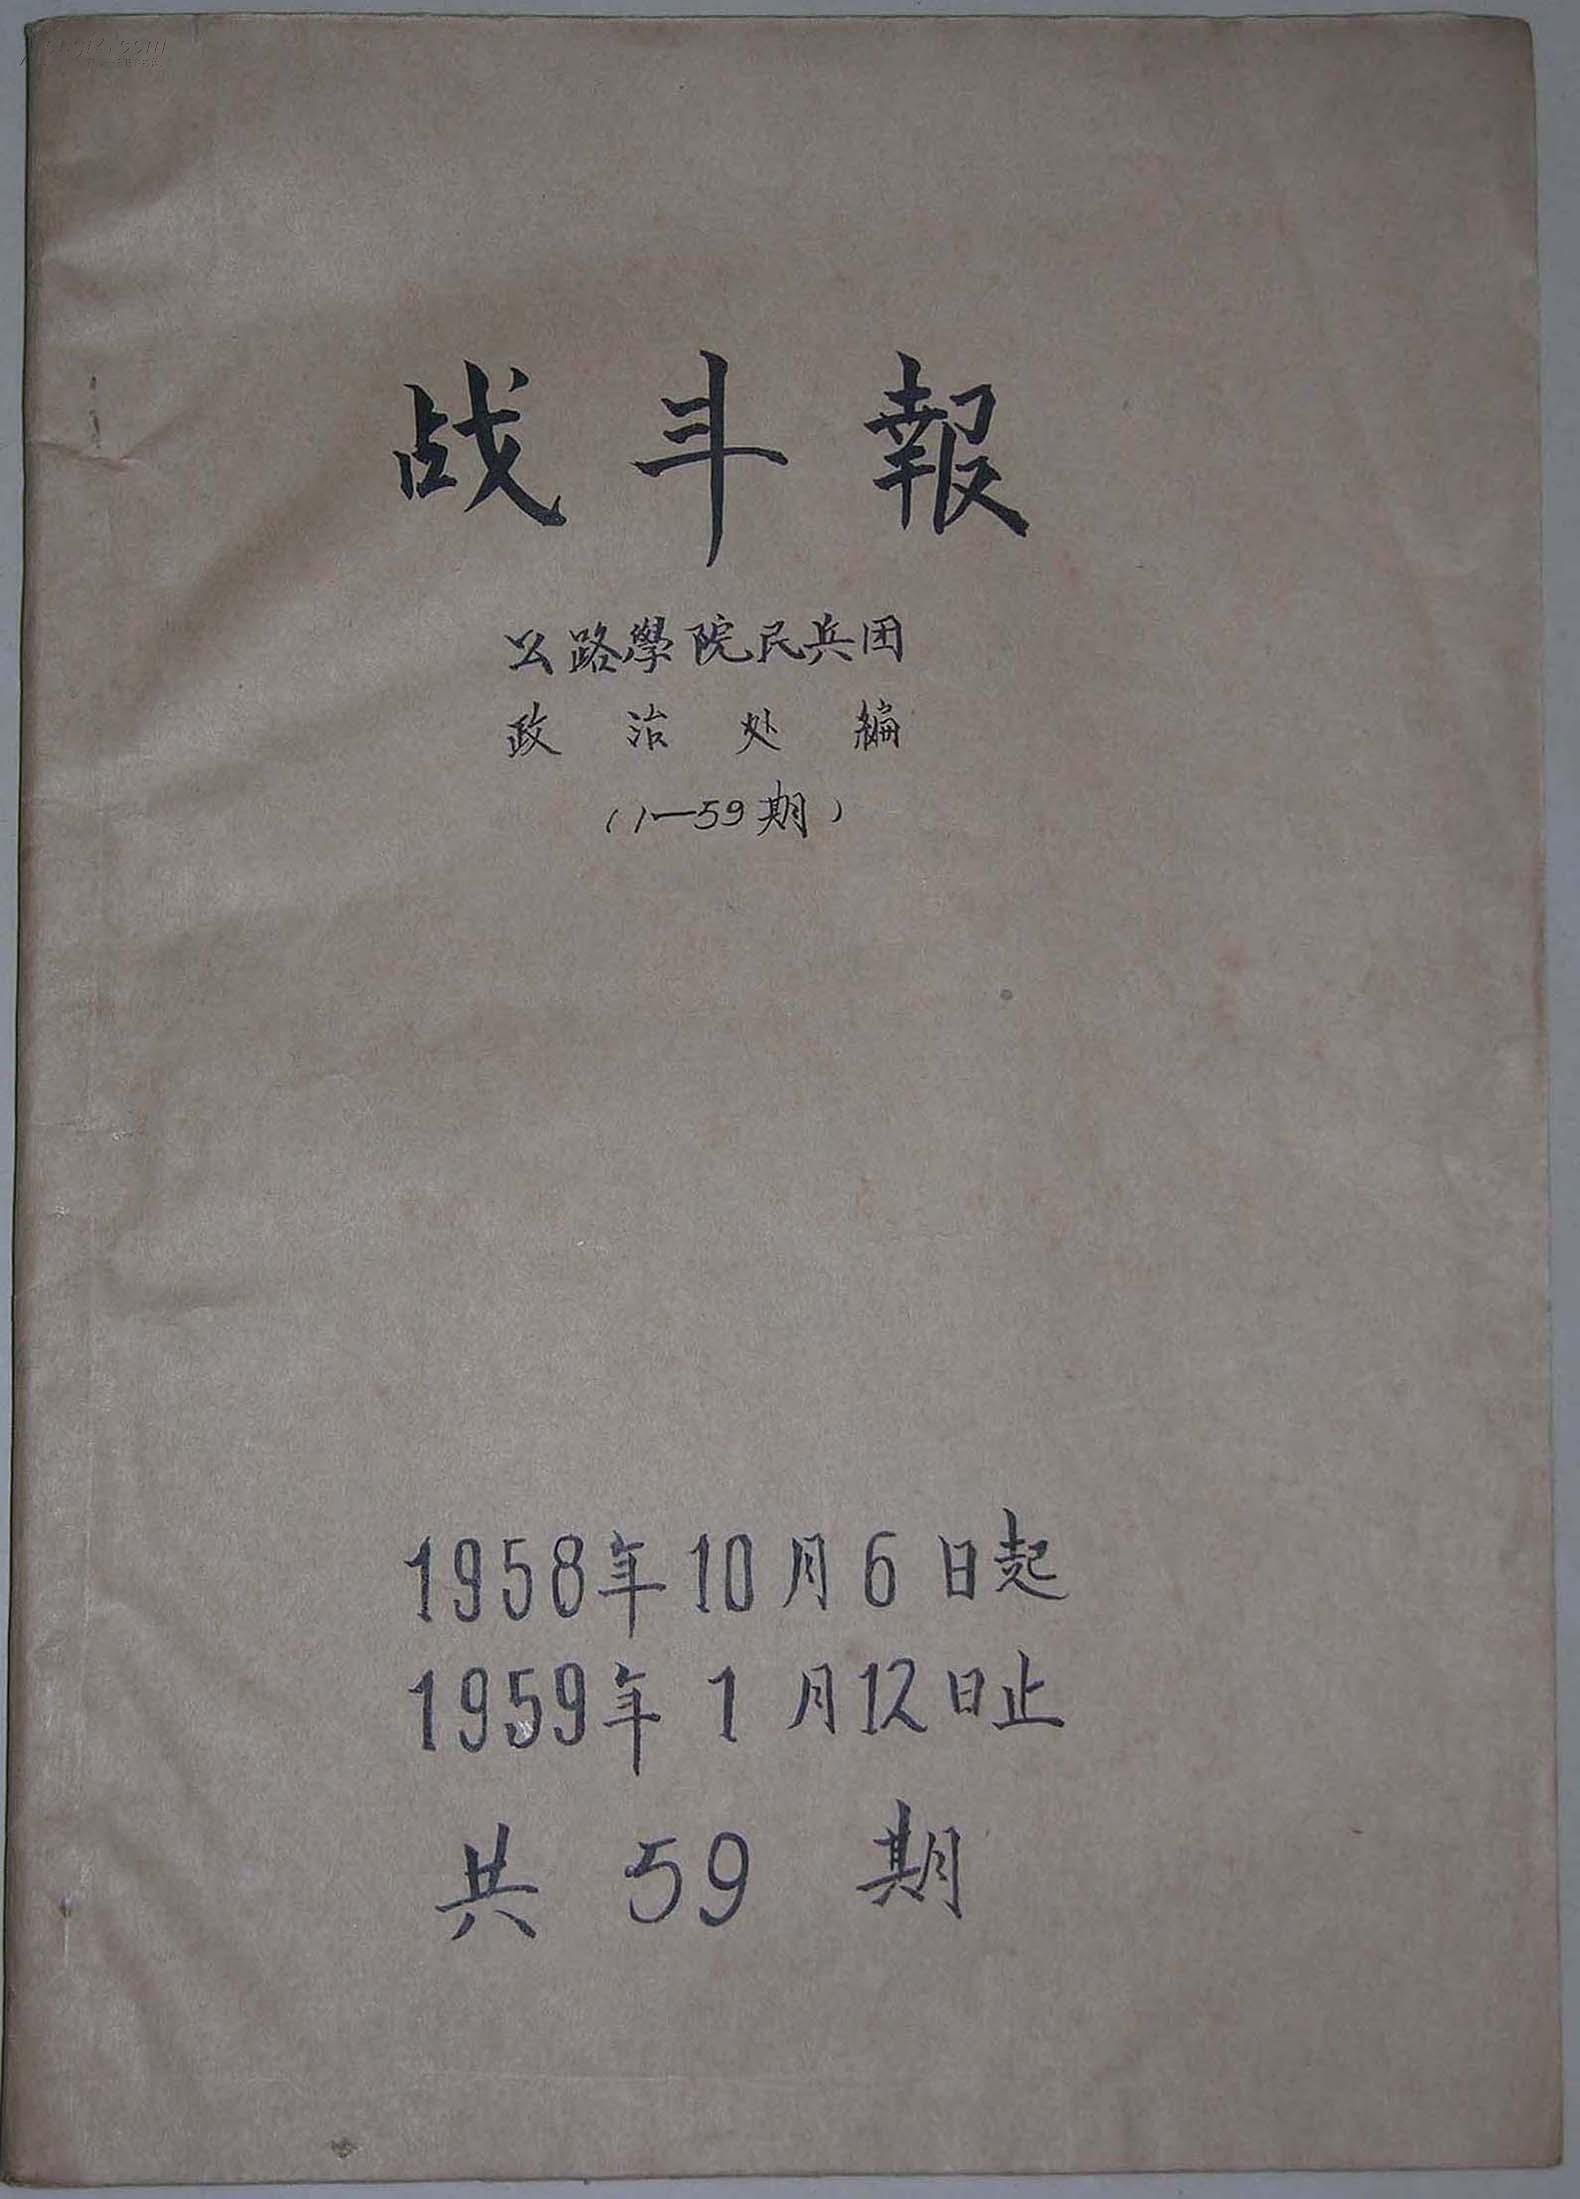 战斗報
公路學院民兵团
政治处編
（1—59期）
1958年10月6日起
1959年1月12日止
共59期